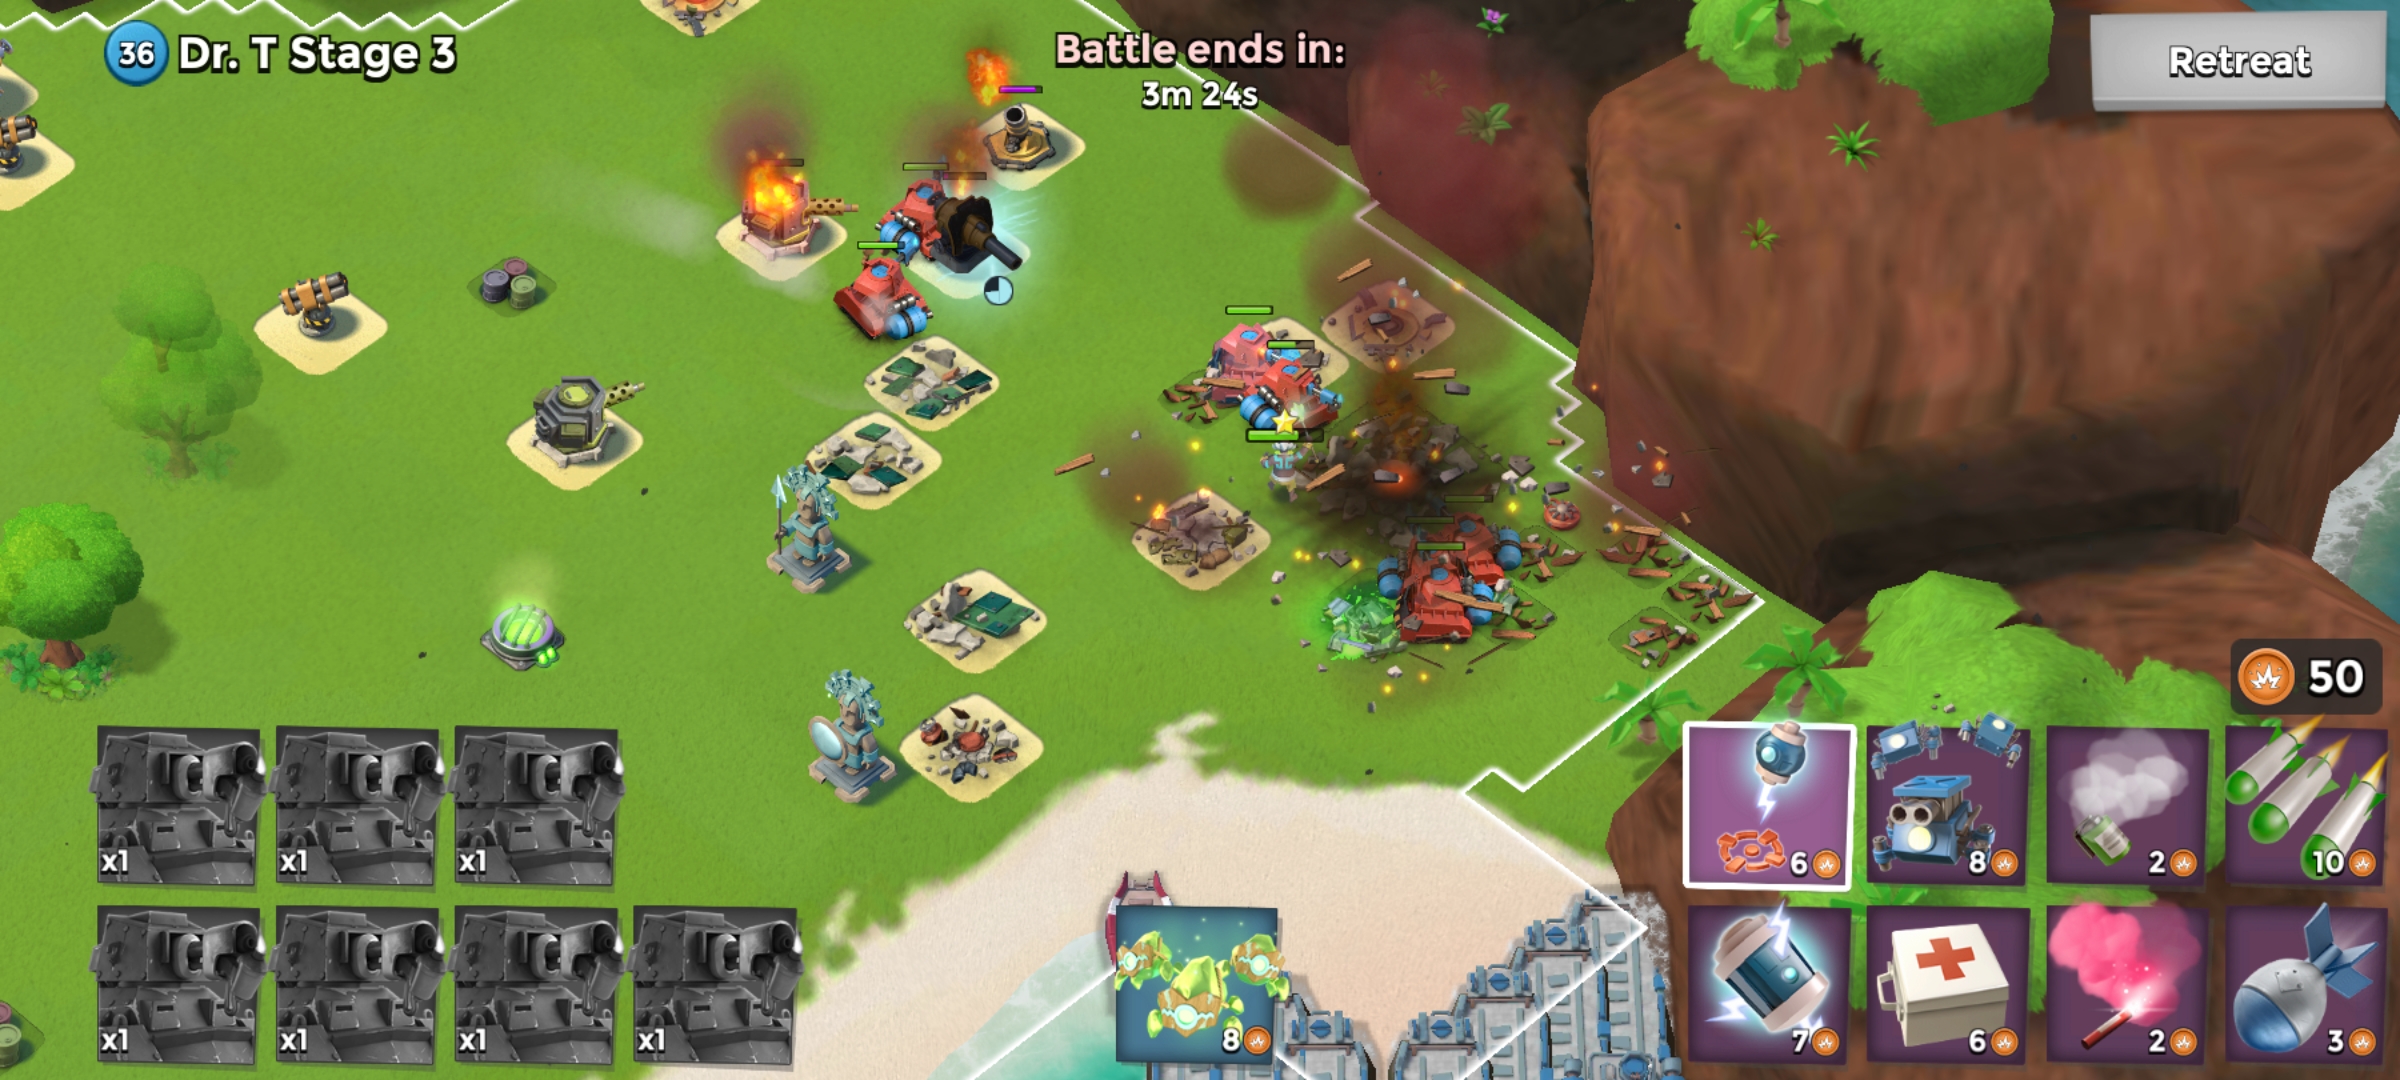 36 Dr. T Stage 3
Battle ends in:
3m 24s
Retreat
50
6
8
2
10
x1
x1
x1
x1
x1
x1
x1
8
7
6
2
3